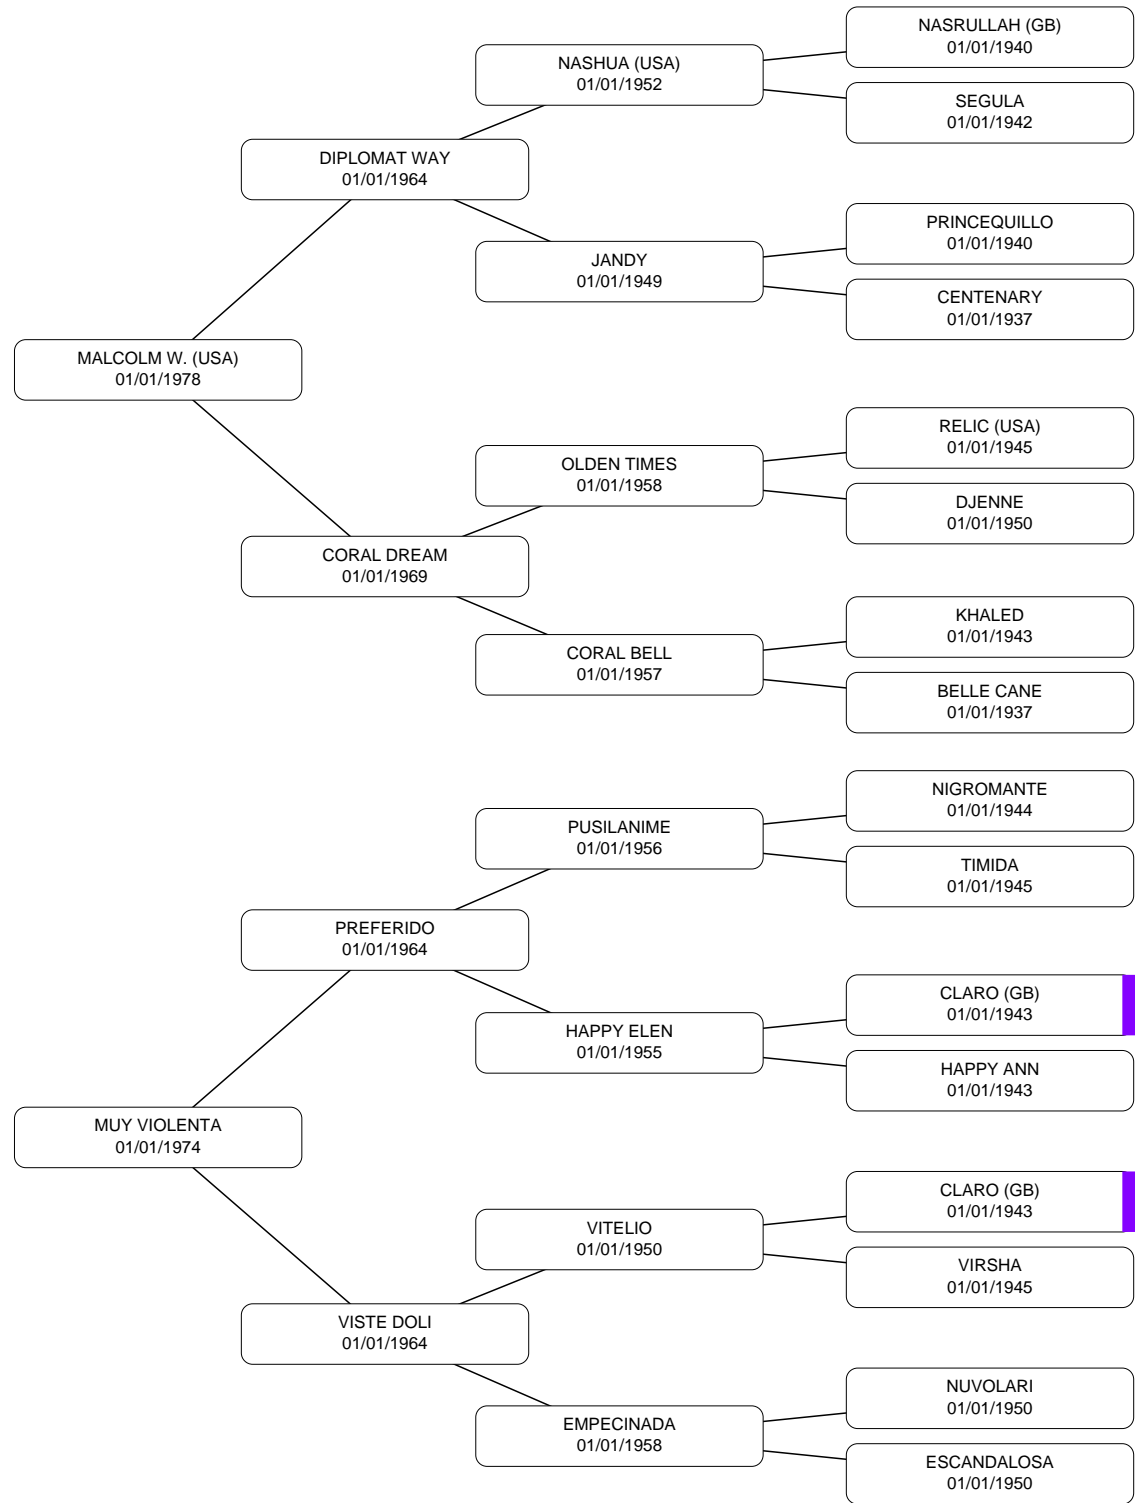 NASRULLAH (GB)
01/01/1940
NASHUA (USA)
01/01/1952
SEGULA
01/01/1942
DIPLOMAT WAY
01/01/1964
PRINCEQUILLO
01/01/1940
JANDY
01/01/1949
CENTENARY
01/01/1937
MALCOLM W. (USA)
01/01/1978
RELIC (USA)
01/01/1945
OLDEN TIMES
01/01/1958
DJENNE
01/01/1950
CORAL DREAM
01/01/1969
KHALED
01/01/1943
CORAL BELL
01/01/1957
BELLE CANE
01/01/1937
NIGROMANTE
01/01/1944
PUSILANIME
01/01/1956
TIMIDA
01/01/1945
PREFERIDO
01/01/1964
CLARO (GB)
01/01/1943
HAPPY ELEN
01/01/1955
HAPPY ANN
01/01/1943
MUY VIOLENTA
01/01/1974
CLARO (GB)
01/01/1943
VITELIO
01/01/1950
VIRSHA
01/01/1945
VISTE DOLI
01/01/1964
NUVOLARI
01/01/1950
EMPECINADA
01/01/1958
ESCANDALOSA
01/01/1950